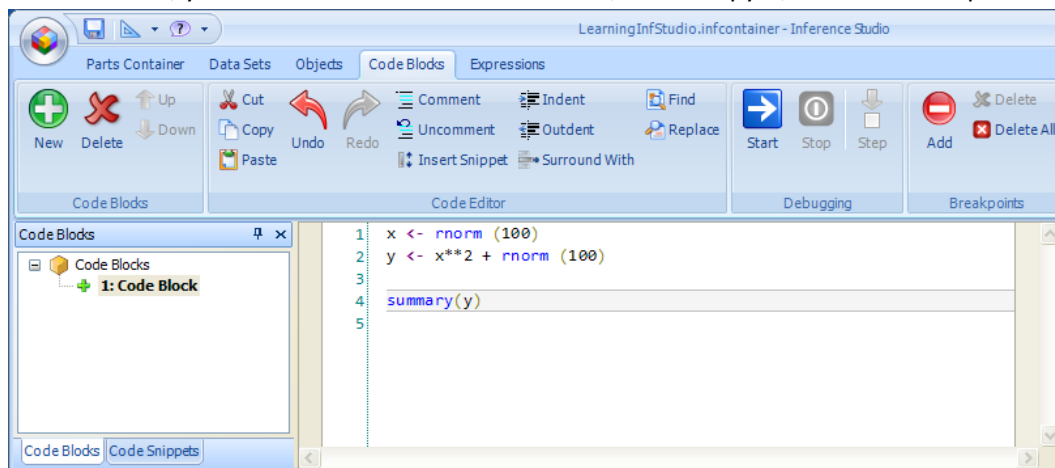 LearningInfStudio.infcontainer - Inference Studio
Parts Container Data Sets Objects Code Blocks Expressions
New Delete Up Down
Cut Copy Paste Undo Redo
Comment Uncomment Insert Snippet
Indent Outdent Surround With
Find Replace
Start Stop Step
Add Delete Delete All
Code Blocks Code Editor Debugging Breakpoints
Code Blocks
Code Blocks
1: Code Block
1 x <- rnorm (100)
2 y <- x**2 + rnorm (100)
3
4 summary(y)
5
Code Blocks Code Snippets